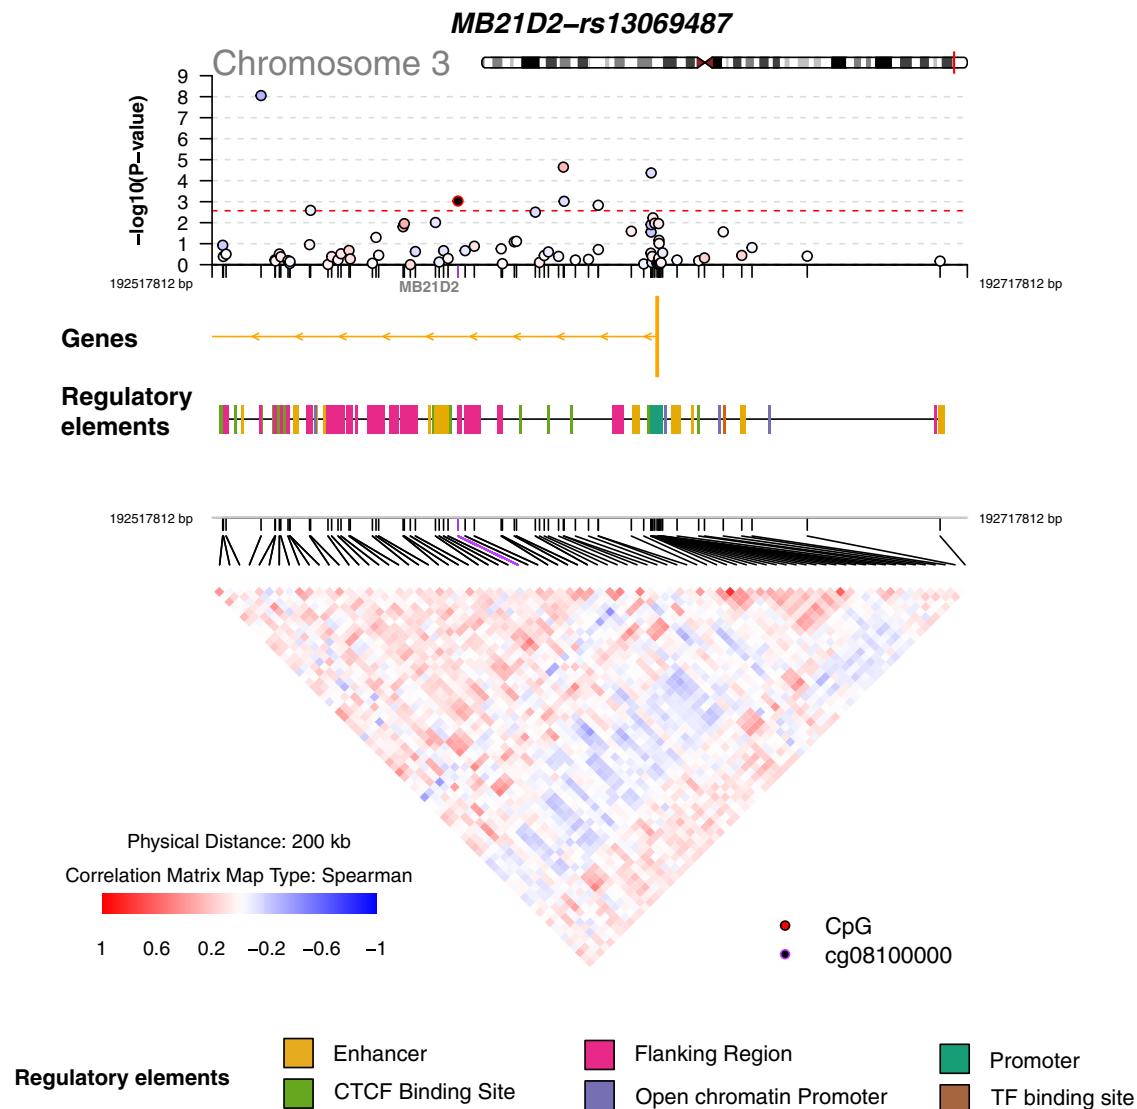 MB21D2−rs13069487
Chromosome 3
−log10(P−value)
9
8
7
6
5
4
3
2
1
0
192517812 bp
192717812 bp
MB21D2
Genes
Regulatory
elements
192517812 bp
192717812 bp
Physical Distance: 200 kb
Correlation Matrix Map Type: Spearman
1 0.6 0.2 −0.2 −0.6 −1
CpG
cg08100000
Regulatory elements
Enhancer
Flanking Region
Promoter
CTCF Binding Site
Open chromatin Promoter
TF binding site